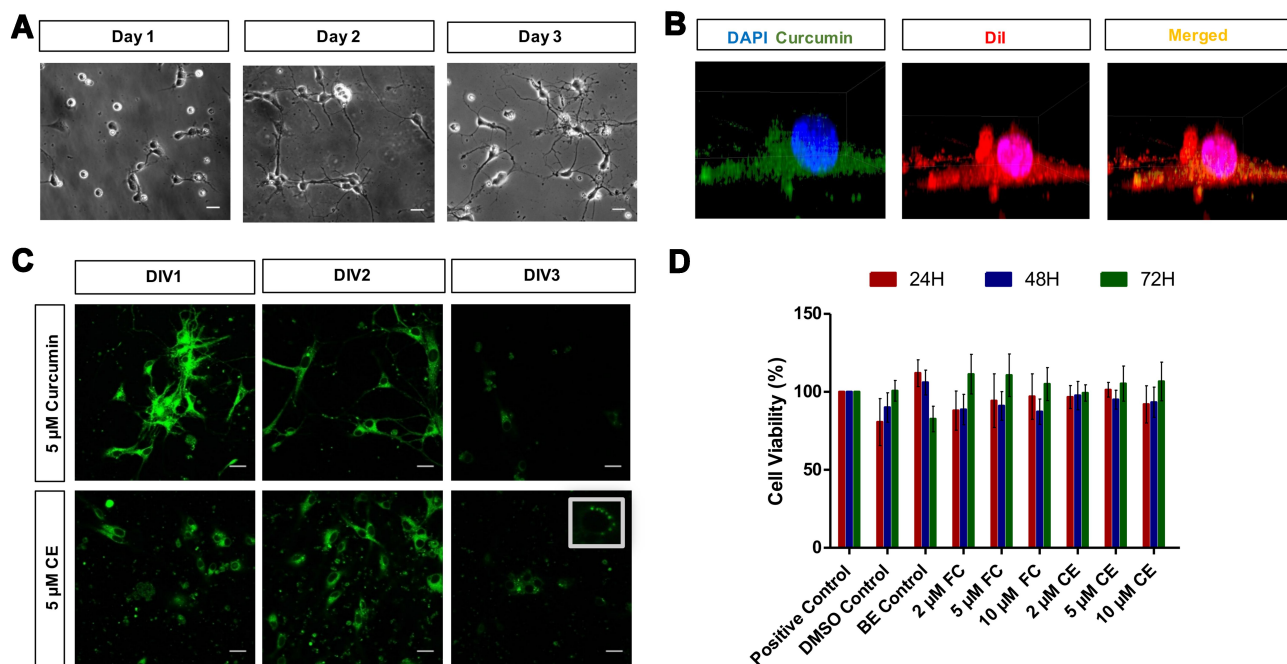 A
Day 1
Day 2
Day 3
B
DAPI Curcumin
DiI
Merged
C
DIV1
DIV2
DIV3
5 µM Curcumin
5 µM CE
D
24H
48H
72H
Cell Viability (%)
150
100
50
0
Positive Control
DMSO Control
BE Control
2 µM FC
5 µM FC
10 µM FC
2 µM CE
5 µM CE
10 µM CE